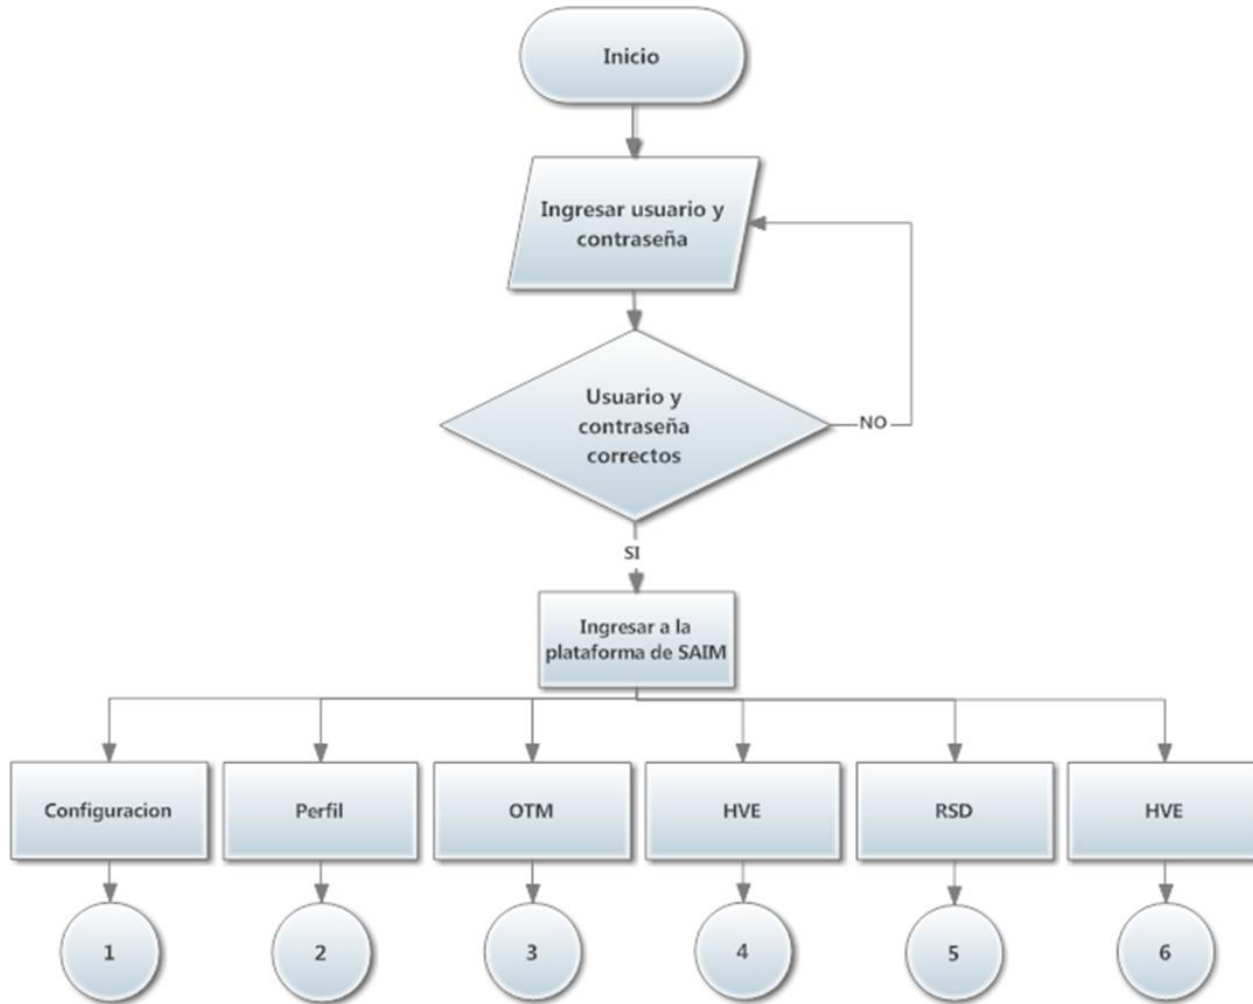 Inicio
Ingresar usuario y
contraseña
Usuario y
contraseña
correctos
NO
SI
Ingresar a la
plataforma de SAIM
Configuracion
Perfil
OTM
HVE
RSD
HVE
1
2
3
4
5
6